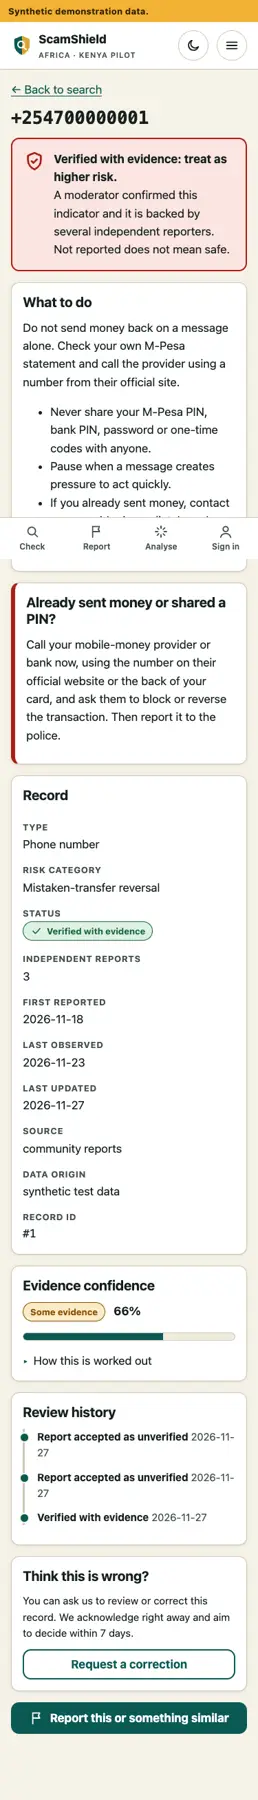 Synthetic demonstration data.
ScamShield
AFRICA · KENYA PILOT
← Back to search
+254700000001
Verified with evidence: treat as
higher risk.
A moderator confirmed this
indicator and it is backed by
several independent reporters.
Not reported does not mean safe.
What to do
Do not send money back on a message
alone. Check your own M-Pesa
statement and call the provider using a
number from their official site.
• Never share your M-Pesa PIN,
bank PIN, password or one-time
codes with anyone.
• Pause when a message creates
pressure to act quickly.
• If you already sent money, contact
Check
Report
Analyse
Sign in
Already sent money or shared a
PIN?
Call your mobile-money provider or
bank now, using the number on their
official website or the back of your
card, and ask them to block or reverse
the transaction. Then report it to the
police.
Record
TYPE
Phone number
RISK CATEGORY
Mistaken-transfer reversal
STATUS
Verified with evidence
INDEPENDENT REPORTS
3
FIRST REPORTED
2026-11-18
LAST OBSERVED
2026-11-23
LAST UPDATED
2026-11-27
SOURCE
community reports
DATA ORIGIN
synthetic test data
RECORD ID
#1
Evidence confidence
Some evidence 66%
How this is worked out
Review history
Report accepted as unverified 2026-11-
27
Report accepted as unverified 2026-11-
27
Verified with evidence 2026-11-27
Think this is wrong?
You can ask us to review or correct this
record. We acknowledge right away and aim
to decide within 7 days.
Request a correction
Report this or something similar